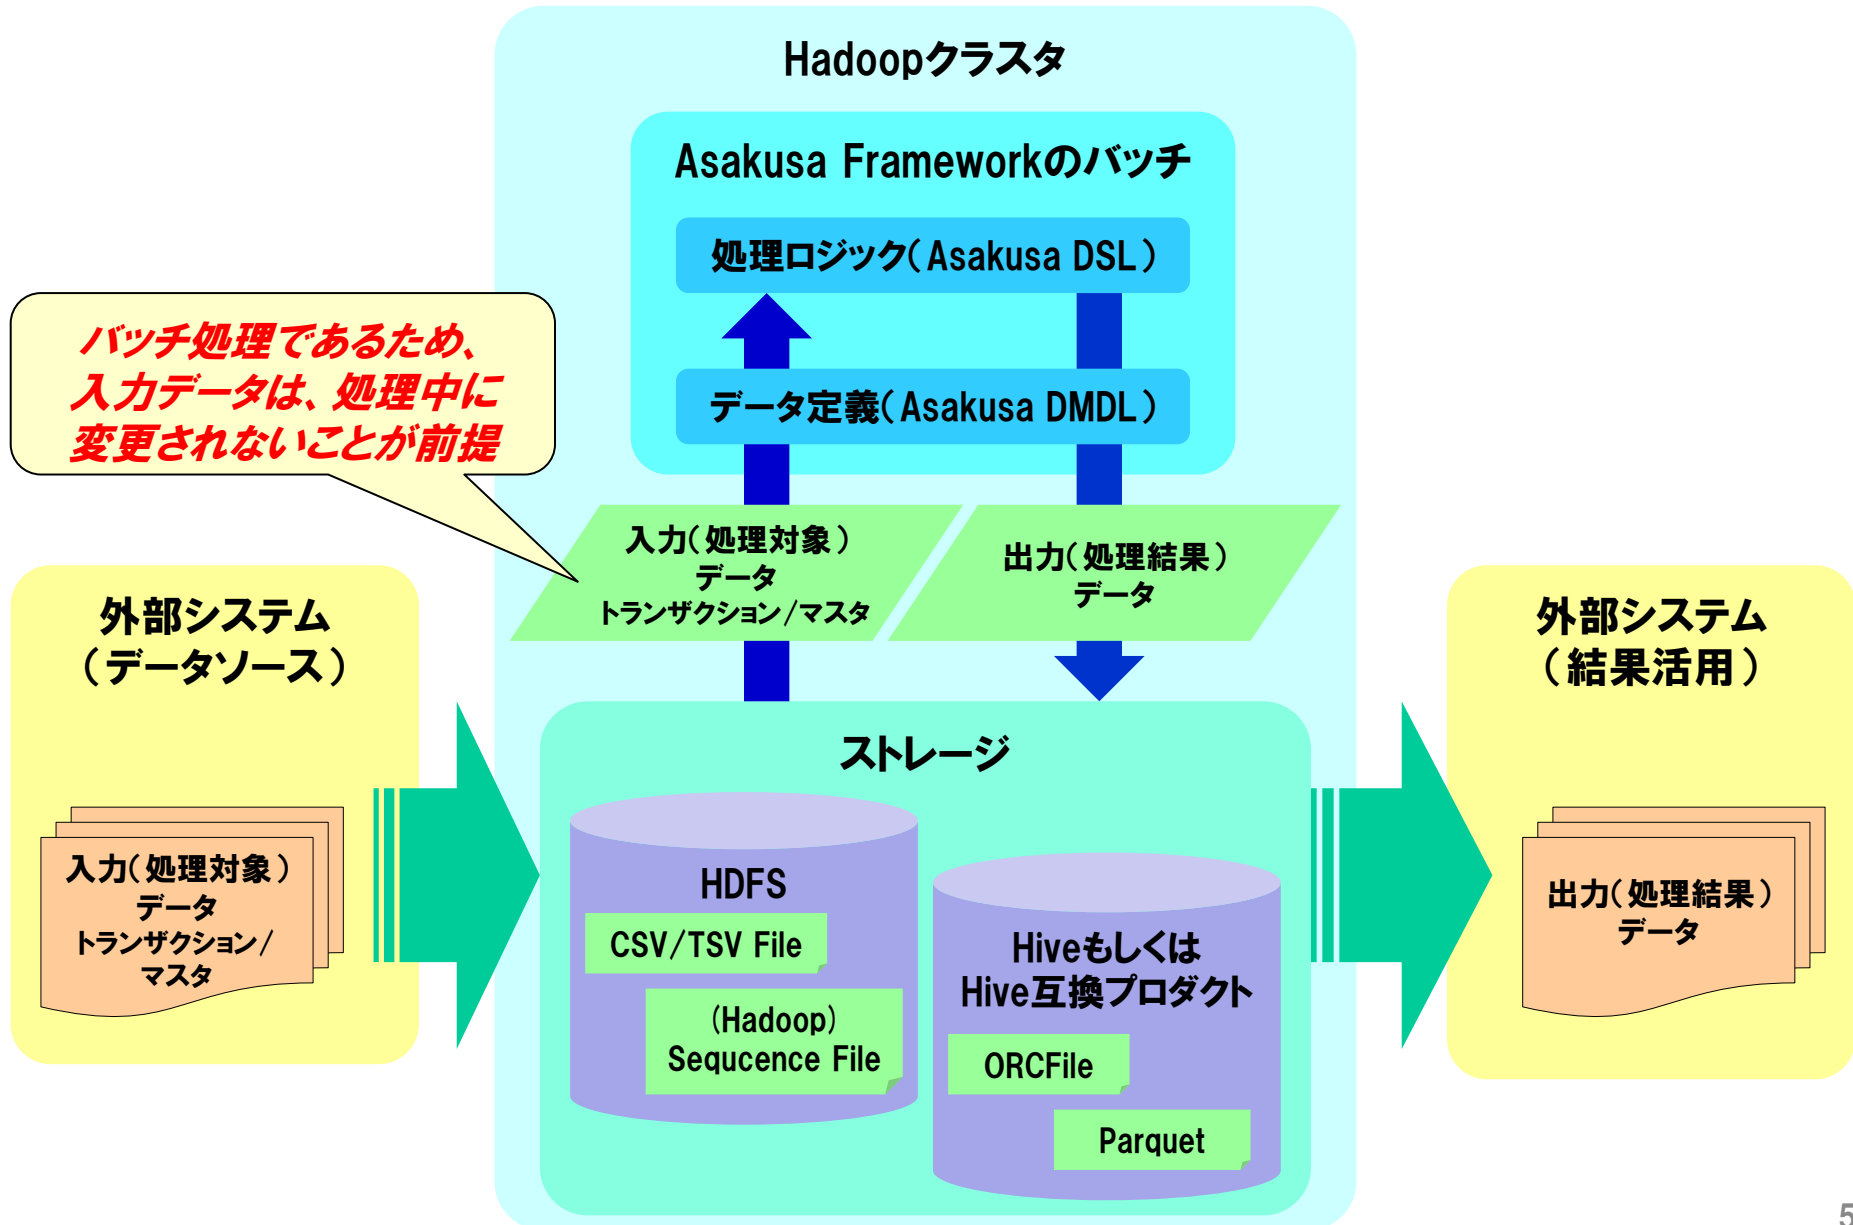 Hadoopクラスタ
Asakusa Frameworkのバッチ
処理ロジック(Asakusa DSL)
データ定義(Asakusa DMDL)
バッチ処理であるため、
入力データは、処理中に
変更されないことが前提
入力(処理対象)
データ
トランザクション/マスタ
出力(処理結果)
データ
外部システム
(データソース)
入力(処理対象)
データ
トランザクション/
マスタ
ストレージ
HDFS
CSV/TSV File
(Hadoop)
Sequcence File
Hiveもしくは
Hive互換プロダクト
ORCFile
Parquet
外部システム
(結果活用)
出力(処理結果)
データ
5